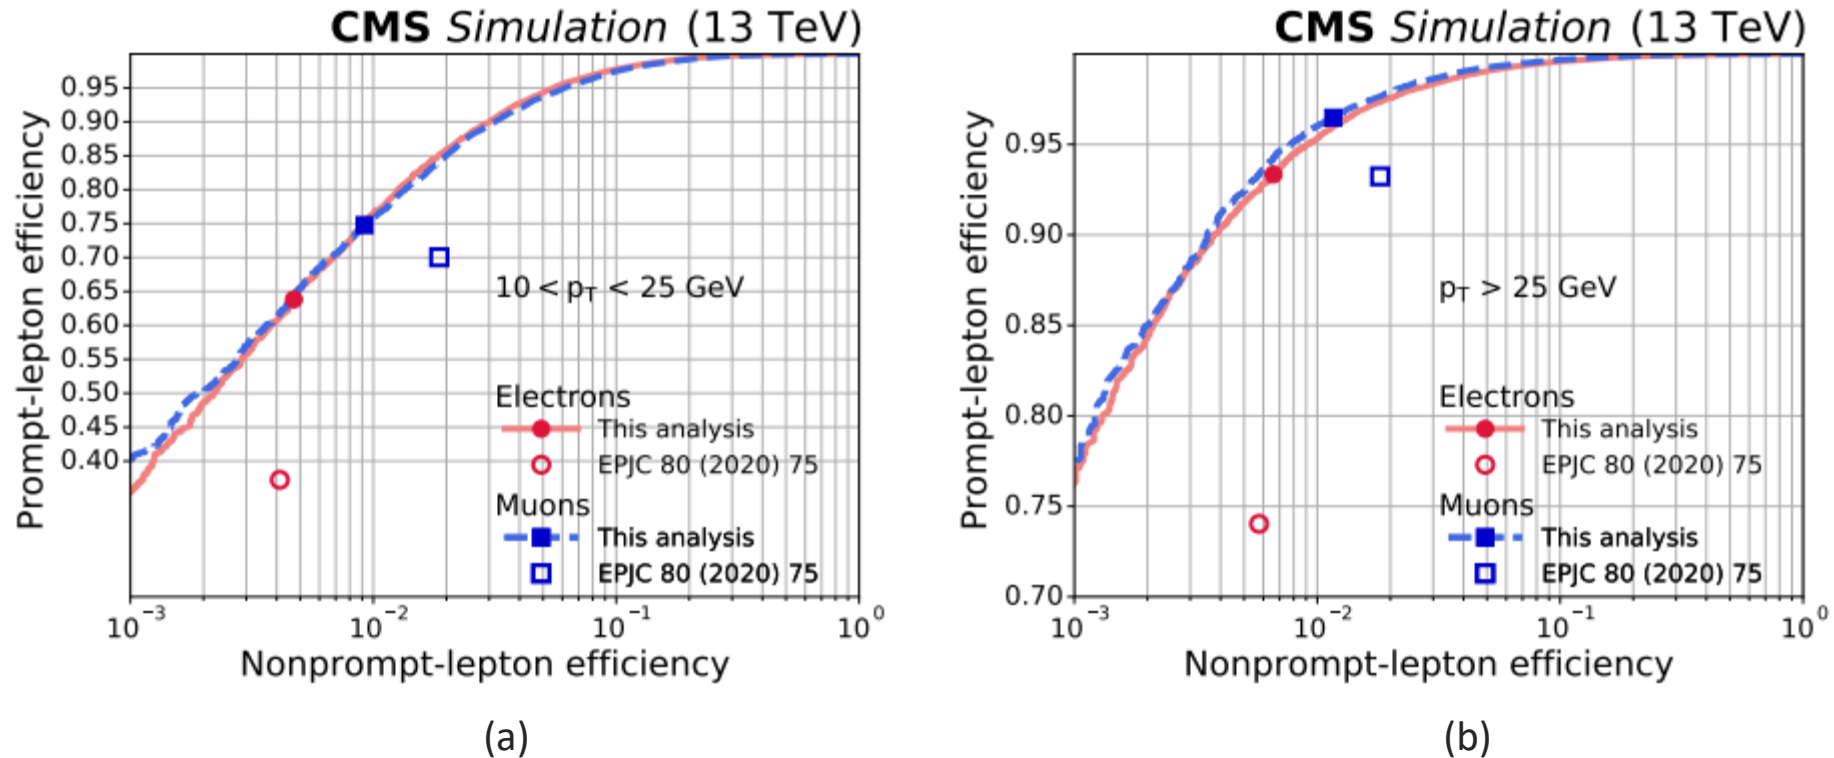 CMS Simulation (13 TeV)
Prompt-lepton efficiency
0.95
0.90
0.85
0.80
0.75
0.70
0.65
0.60
0.55
0.50
0.45
0.40
10 < pT < 25 GeV
Electrons
This analysis
EPJC 80 (2020) 75
Muons
This analysis
EPJC 80 (2020) 75
10⁻³ 10⁻² 10⁻¹ 10⁰
Nonprompt-lepton efficiency
(a)
CMS Simulation (13 TeV)
Prompt-lepton efficiency
0.95
0.90
0.85
0.80
0.75
0.70
pT > 25 GeV
Electrons
This analysis
EPJC 80 (2020) 75
Muons
This analysis
EPJC 80 (2020) 75
10⁻³ 10⁻² 10⁻¹ 10⁰
Nonprompt-lepton efficiency
(b)